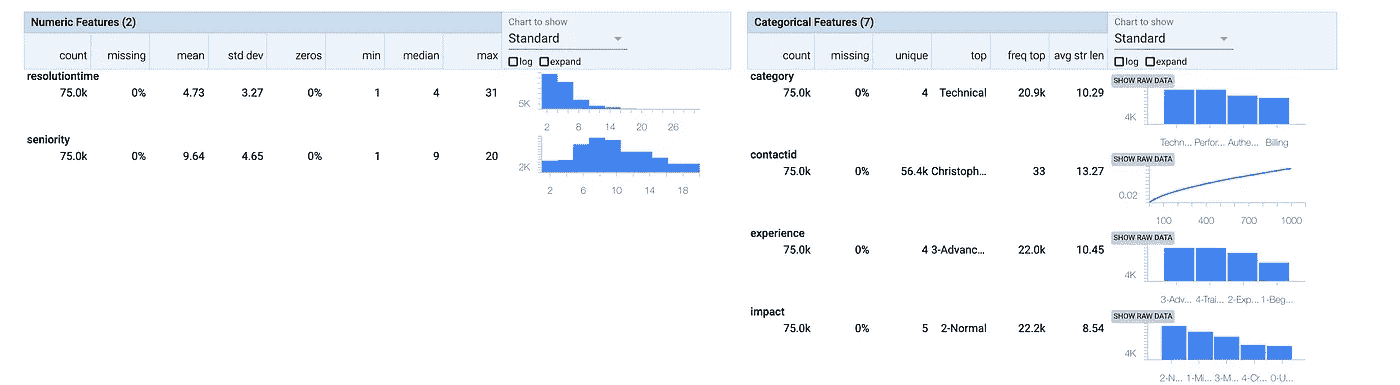 Numeric Features (2)
Chart to show
Standard
count missing mean std dev zeros min median max
log expand
resolutiontime
75.0k 0% 4.73 3.27 0% 1 4 31
5K
2 8 14 20 26
seniority
75.0k 0% 9.64 4.65 0% 1 9 20
2K
2 6 10 14 18
Categorical Features (7)
Chart to show
Standard
count missing unique top freq top avg str len
log expand
category
SHOW RAW DATA
75.0k 0% 4 Technical 20.9k 10.29
4K
Techn... Perfor... Authe... Billing
contactid
SHOW RAW DATA
75.0k 0% 56.4k Christoph... 33 13.27
0.02
100 400 700 1000
experience
SHOW RAW DATA
75.0k 0% 4 3-Advanc... 22.0k 10.45
4K
3-Adv... 4-Trai... 2-Exp... 1-Beg...
impact
SHOW RAW DATA
75.0k 0% 5 2-Normal 22.2k 8.54
4K
2-N... 1-Mi... 3-M... 4-Cr... 0-U...